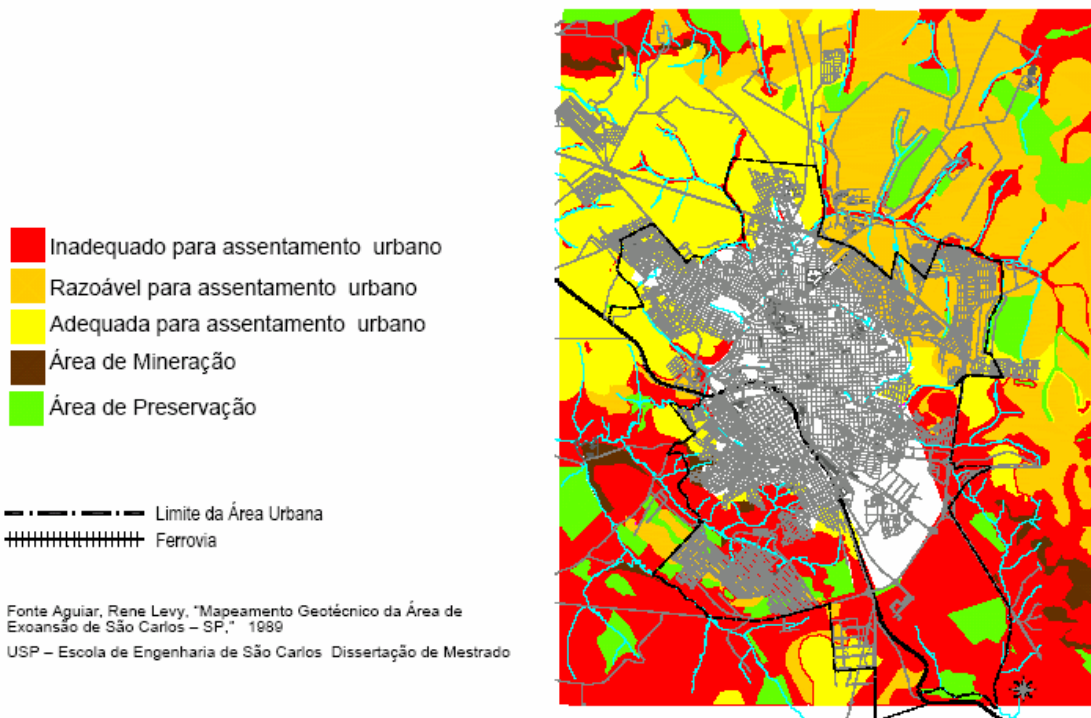 Inadequado para assentamento urbano
Razoável para assentamento urbano
Adequada para assentamento urbano
Área de Mineração
Área de Preservação
Limite da Área Urbana
Ferrovia
Fonte Aguiar, Rene Levy, "Mapeamento Geotécnico da Área de
Exoansão de São Carlos – SP," 1989
USP – Escola de Engenharia de São Carlos Dissertação de Mestrado